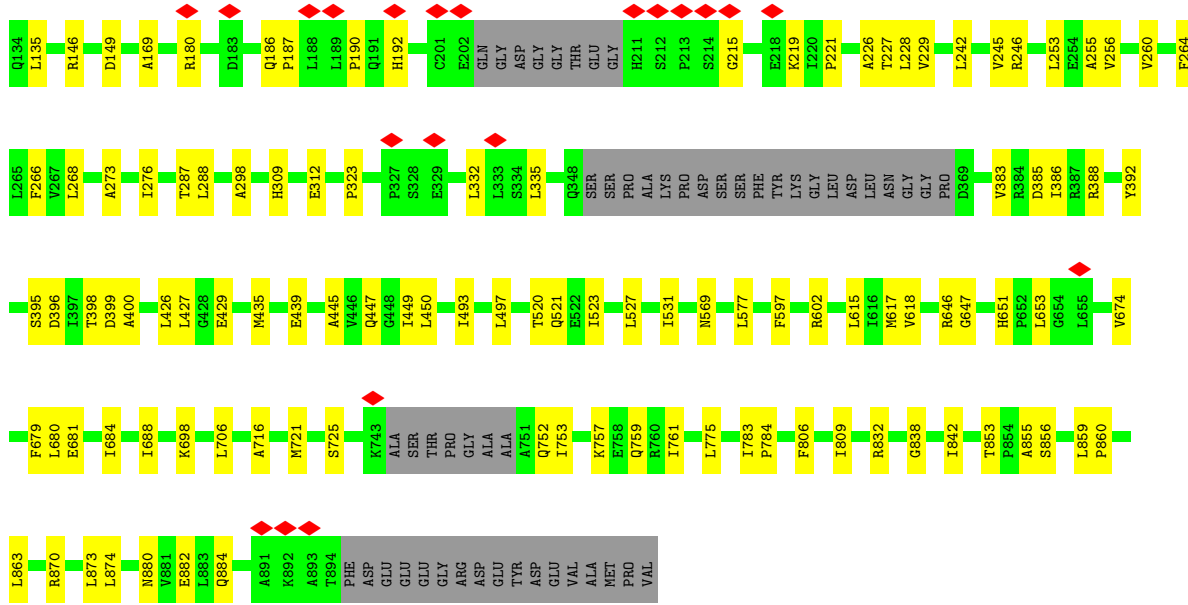 Q134 L135 R146 D149 A169 R180 D183 Q186 P187 L188 L189 P190 Q191 H192 C201 E202 GLN GLY ASP GLY GLY THR GLU GLY H211 S212 P213 S214 G215 E218 K219 I220 P221 A226 T227 L228 V229 L242 V245 R246 L253 E254 A255 V256 V260 F264
L265 F266 V267 L268 A273 I276 T287 L288 A298 H309 E312 P323 P327 S328 E329 L332 L333 S334 L335 Q348 SER SER PRO ALA LYS PRO ASP SER SER PHE TYR LYS GLY LEU ASP LEU ASN GLY GLY PRO D369 V383 R384 D385 I386 R387 R388 Y392
S395 D396 I397 T398 D399 A400 L426 L427 G428 E429 M435 E439 A445 V446 Q447 G448 I449 L450 I493 L497 T520 Q521 E522 I523 L527 I531 N569 L577 F597 R602 L615 I616 M617 V618 R646 G647 H651 P652 L653 G654 L655 V674
F679 L680 E681 I684 I688 K698 L706 A716 M721 S725 K743 ALA SER THR PRO GLY ALA ALA A751 Q752 I753 K757 E758 Q759 R760 I761 L775 I783 P784 F806 I809 R832 G838 I842 T853 P854 A855 S856 L859 P860
L863 R870 L873 L874 N880 V881 E882 L883 Q884 A891 K892 A893 T894 PHE ASP GLU GLU GLU GLY ARG ASP GLU TYR ASP GLU VAL ALA MET PRO VAL